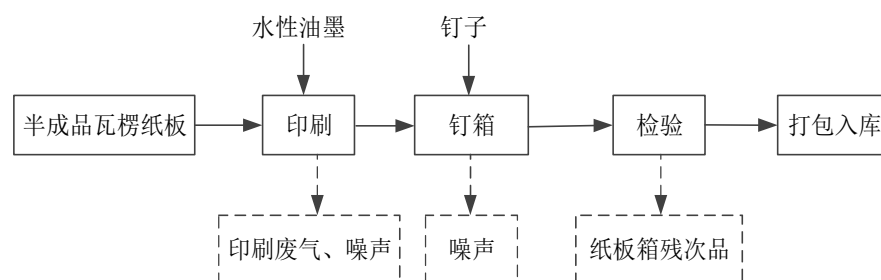 水性油墨
钉子
半成品瓦楞纸板
印刷
钉箱
检验
打包入库
印刷废气、噪声
噪声
纸板箱残次品